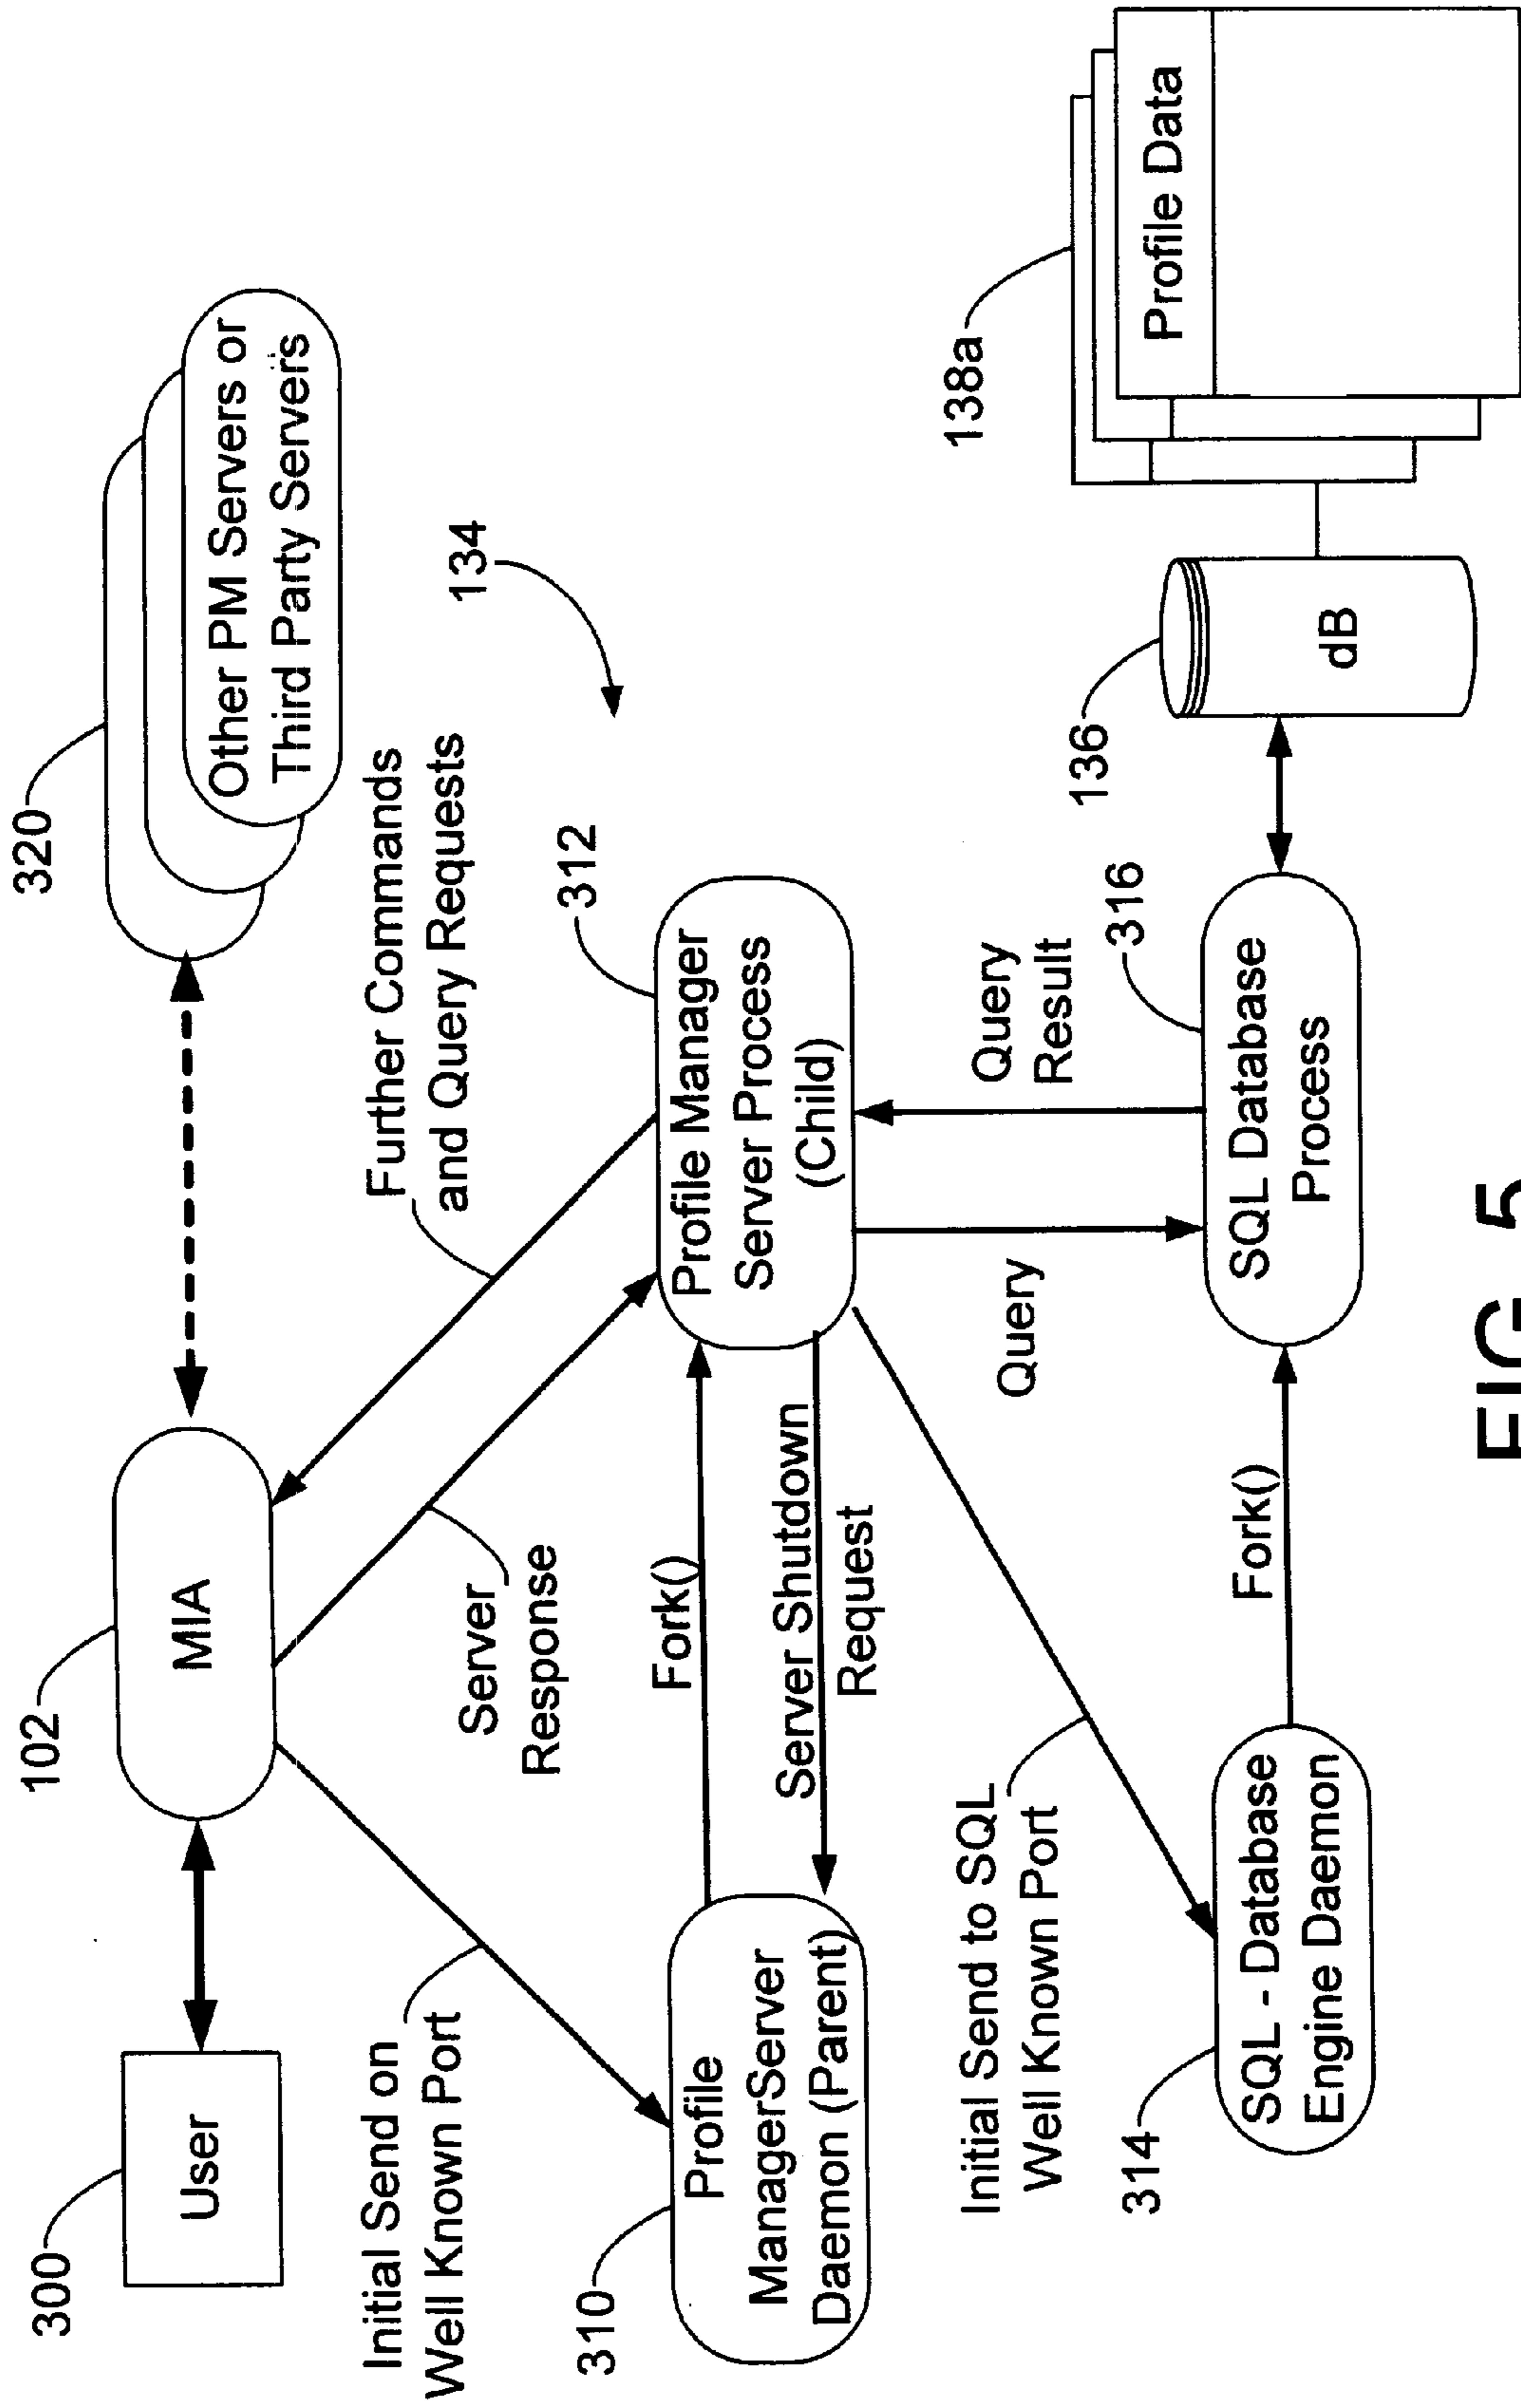 300
User
102
MIA
320
Other PM Servers or
Third Party Servers
Initial Send on
Well Known Port
Server
Response
Further Commands
and Query Requests
134
310
Profile
ManagerServer
Daemon (Parent)
Fork()
Server Shutdown
Request
312
Profile Manager
Server Process
(Child)
Initial Send to SQL
Well Known Port
Query
Query
Result
314
SQL - Database
Engine Daemon
Fork()
316
SQL Database
Process
136
dB
138a
Profile Data
FIG. 5